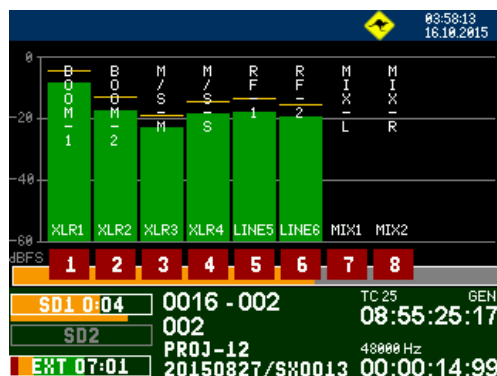 03:58:13
16.10.2015
0
-20
-40
-60
dBFS
BOOM-1
BOOM-2
M/S-M
M/S-S
RF-1
RF-2
MIX-L
MIX-R
XLR1 XLR2 XLR3 XLR4 LINE5 LINE6 MIX1 MIX2
1 2 3 4 5 6 7 8
SD1 0:04
SD2
EXT 07:01
0016 - 002
002
PROJ-12
20150827/SX0013
TC 25 GEN
08:55:25:17
48000 Hz
00:00:14:99